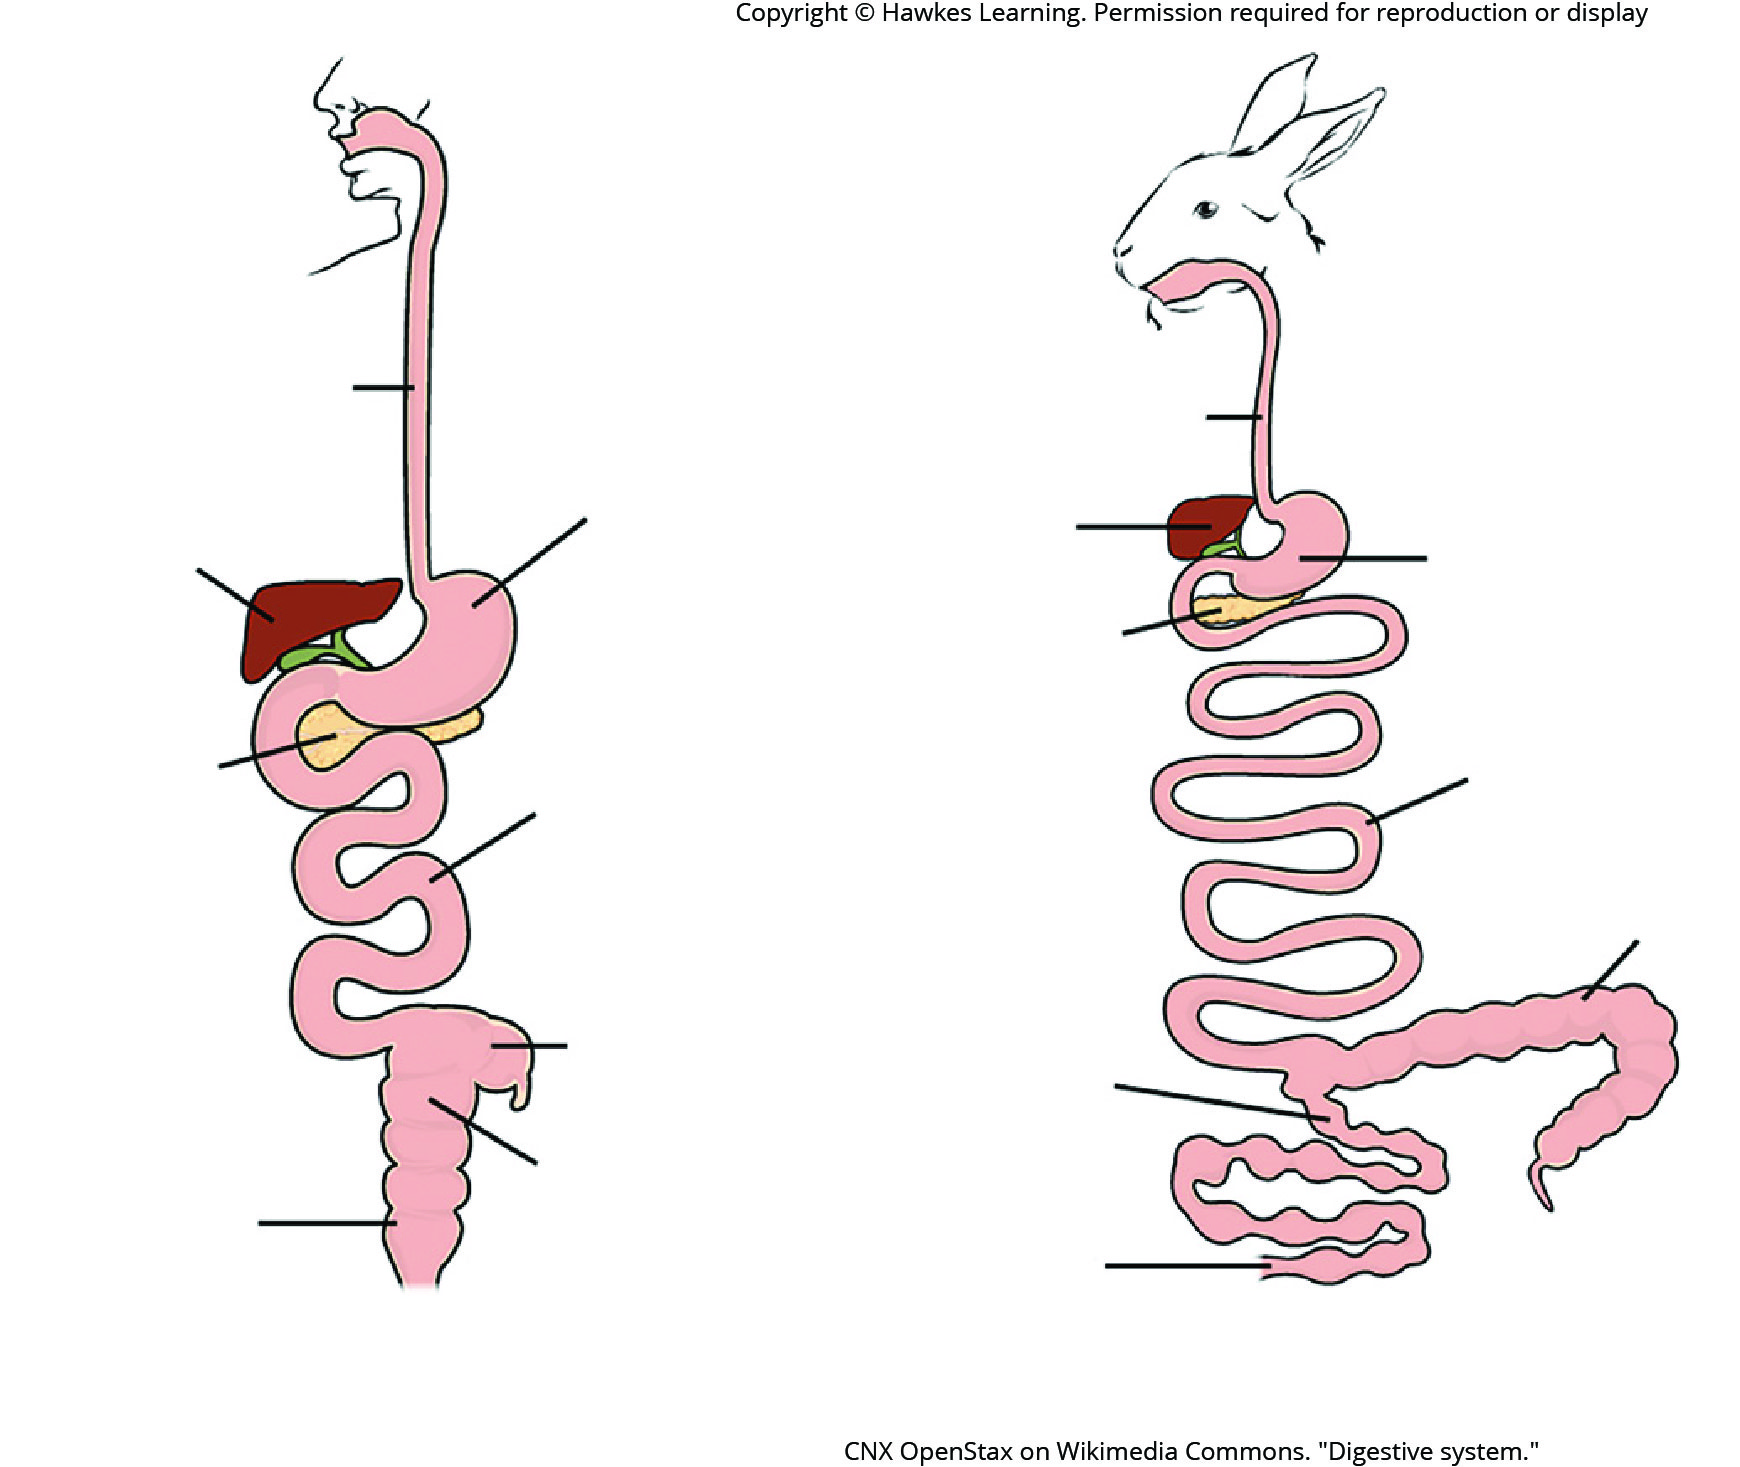 Copyright © Hawkes Learning. Permission required for reproduction or display
CNX OpenStax on Wikimedia Commons. "Digestive system."